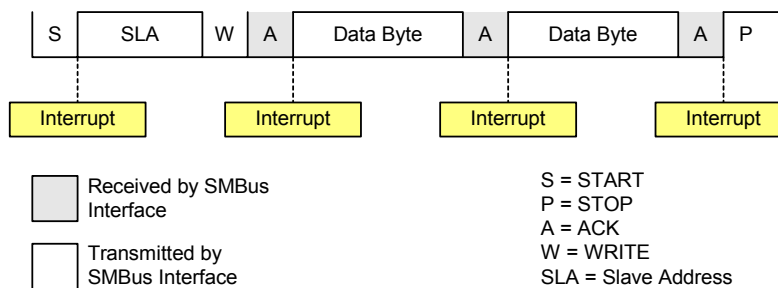 S SLA W A Data Byte A Data Byte A P
Interrupt Interrupt Interrupt Interrupt
Received by SMBus
Interface
Transmitted by
SMBus Interface
S = START
P = STOP
A = ACK
W = WRITE
SLA = Slave Address